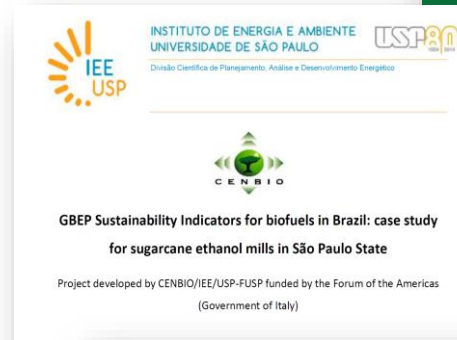 INSTITUTO DE ENERGIA E AMBIENTE
UNIVERSIDADE DE SÃO PAULO
USP80
Divisão Científica de Planejamento, Análise e Desenvolvimento Energético
IEE
USP
CENBIO
GBEP Sustainability Indicators for biofuels in Brazil: case study
for sugarcane ethanol mills in São Paulo State
Project developed by CENBIO/IEE/USP-FUSP funded by the Forum of the Americas
(Government of Italy)